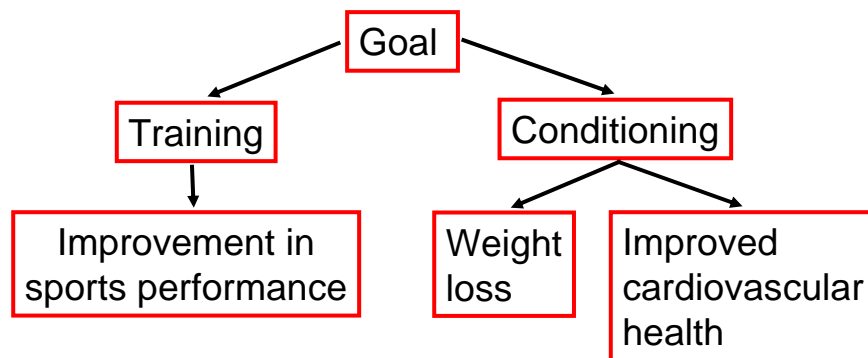 Goal
Training
Conditioning
Improvement in
sports performance
Weight
loss
Improved
cardiovascular
health